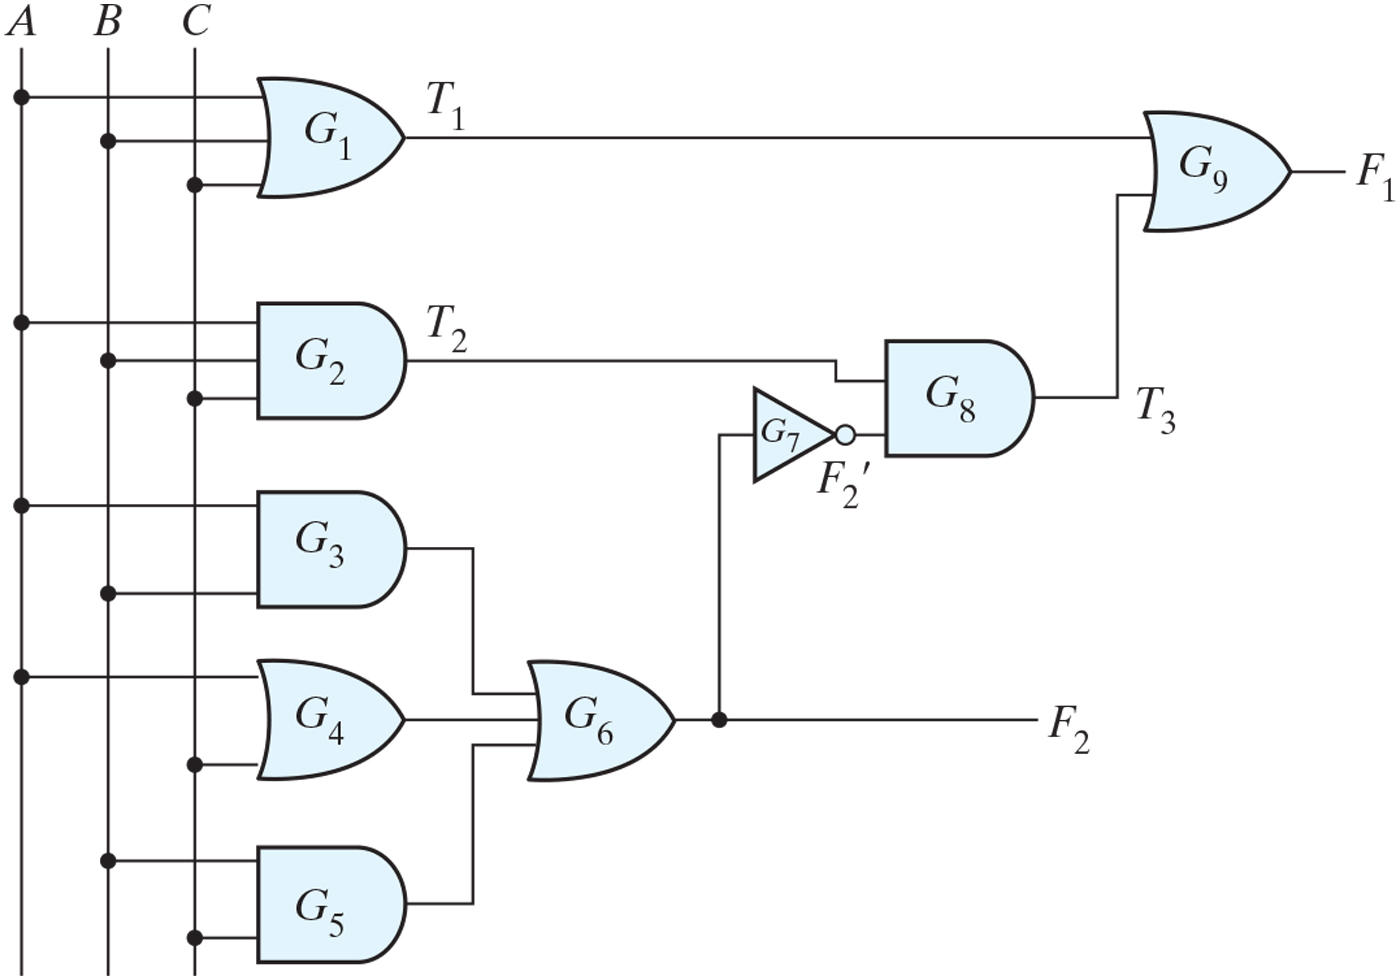 A B C
G₁
T₁
G₉
F₁
G₂
T₂
G₈
T₃
G₇
F₂′
G₃
G₄
G₆
F₂
G₅